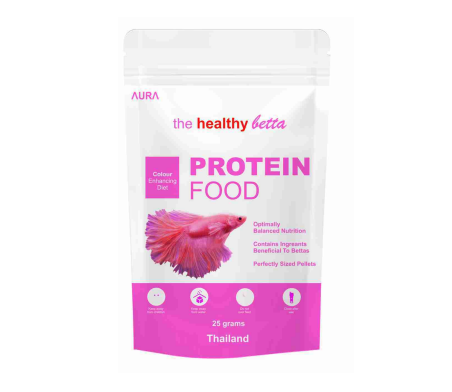 AURA
the healthy betta
PROTEIN
FOOD
Colour
Enhancing
Diet
Optimally
Balanced Nutrition
Contains Ingreants
Beneficial To Bettas
Perfectly Sized Pellets
25 grams
Thailand